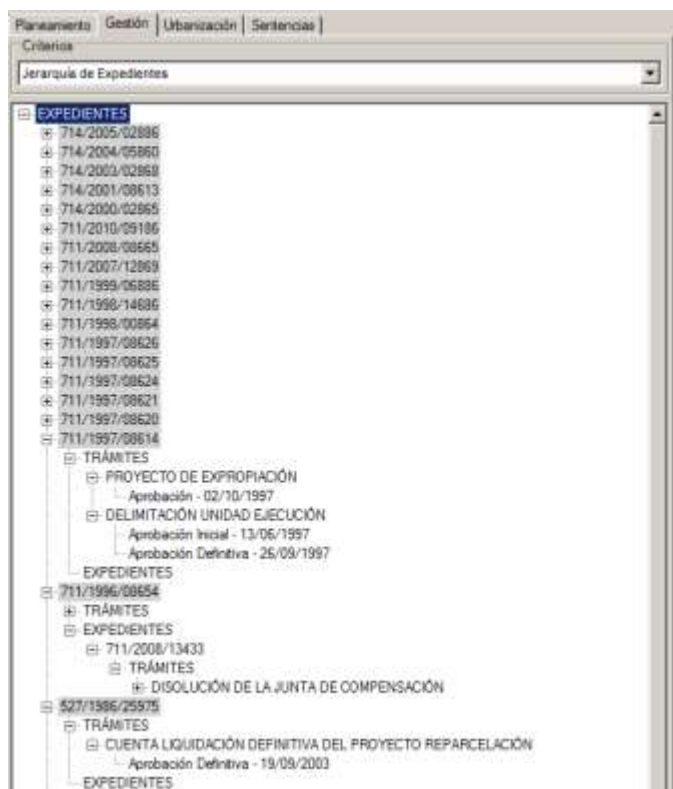 Planeamiento Gestión Urbanización Sentencias
Criterios
Jerarquía de Expedientes
EXPEDIENTES
714/2005/02886
714/2004/05860
714/2003/02868
714/2001/08613
714/2000/02865
711/2010/09186
711/2008/08665
711/2007/12869
711/1999/06886
711/1998/14686
711/1998/00864
711/1997/08626
711/1997/08625
711/1997/08624
711/1997/08621
711/1997/08620
711/1997/08614
TRÁMITES
PROYECTO DE EXPROPIACIÓN
Aprobación - 02/10/1997
DELIMITACIÓN UNIDAD EJECUCIÓN
Aprobación Inicial - 13/06/1997
Aprobación Definitiva - 26/09/1997
EXPEDIENTES
711/1996/08654
TRÁMITES
EXPEDIENTES
711/2008/13433
TRÁMITES
DISOLUCIÓN DE LA JUNTA DE COMPENSACIÓN
527/1986/25975
TRÁMITES
CUENTA LIQUIDACIÓN DEFINITIVA DEL PROYECTO REPARCELACIÓN
Aprobación Definitiva - 19/09/2003
EXPEDIENTES